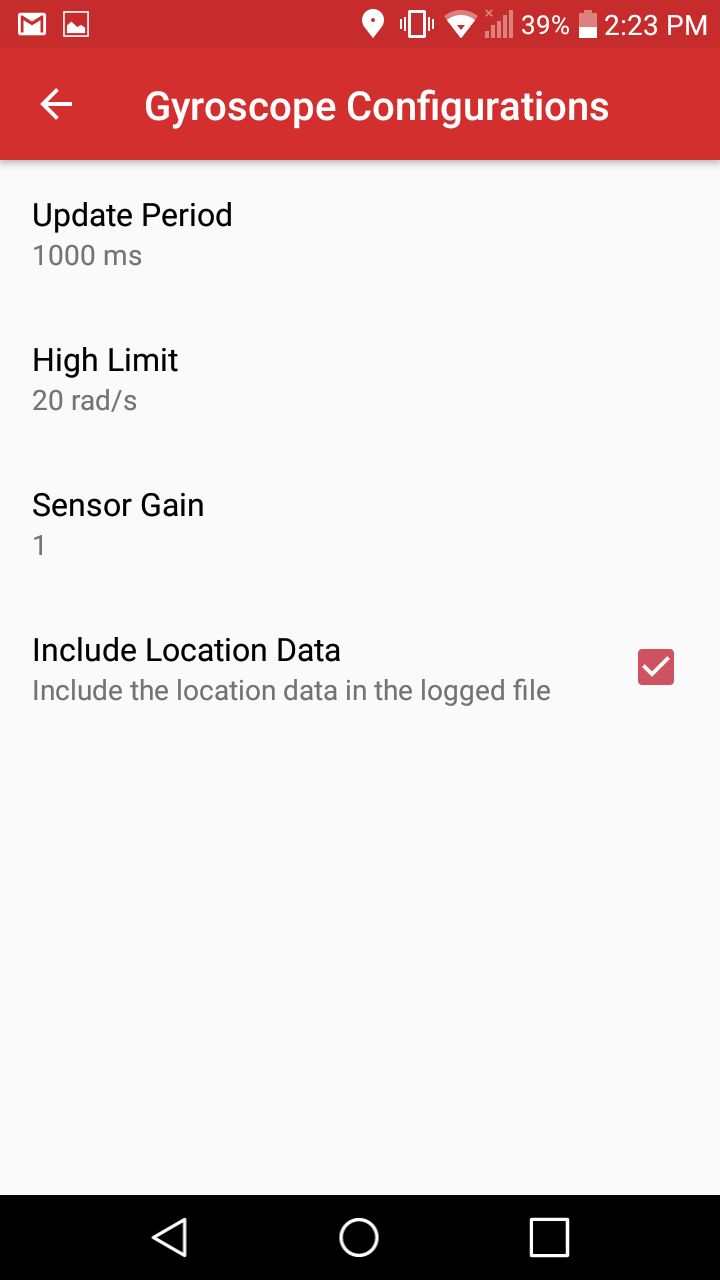 39% 2:23 PM
Gyroscope Configurations
Update Period
1000 ms
High Limit
20 rad/s
Sensor Gain
1
Include Location Data
Include the location data in the logged file